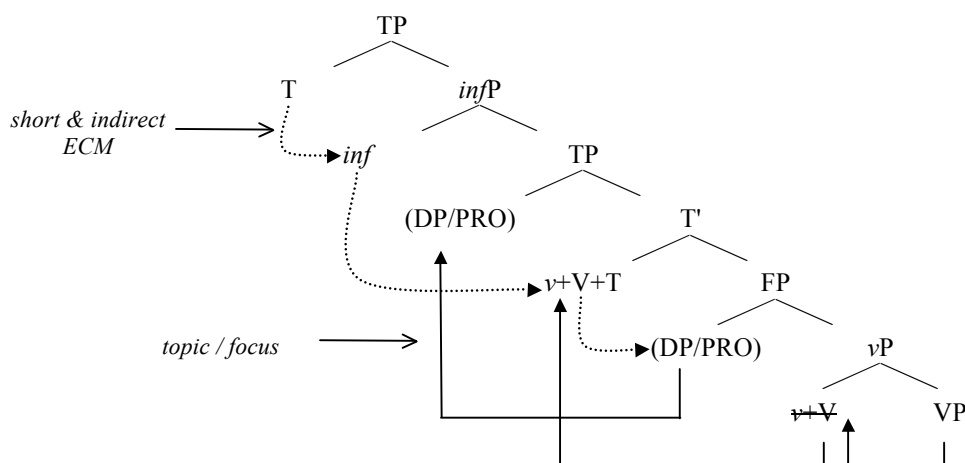 TP
T infP
short & indirect
ECM
inf TP
(DP/PRO) T'
v+V+T FP
topic / focus (DP/PRO) vP
v+V VP